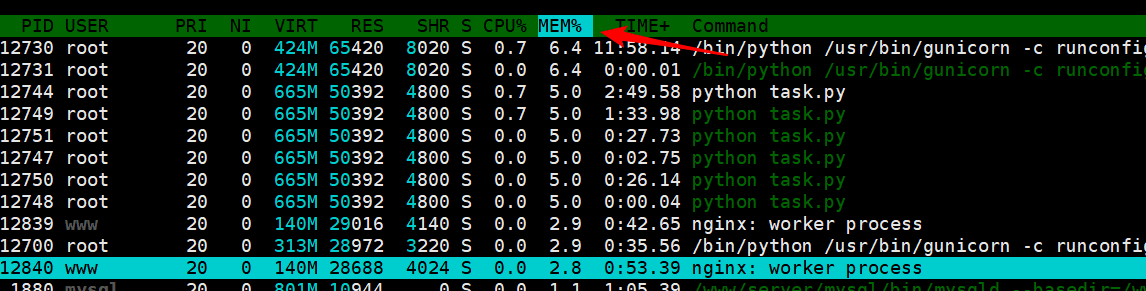 PID USER PRI NI VIRT RES SHR S CPU% MEM% TIME+ Command
12730 root 20 0 424M 65420 8020 S 0.7 6.4 11:58.14 /bin/python /usr/bin/gunicorn -c runconfig
12731 root 20 0 424M 65420 8020 S 0.0 6.4 0:00.01 /bin/python /usr/bin/gunicorn -c runconfig
12744 root 20 0 665M 50392 4800 S 0.7 5.0 2:49.58 python task.py
12749 root 20 0 665M 50392 4800 S 0.7 5.0 1:33.98 python task.py
12751 root 20 0 665M 50392 4800 S 0.0 5.0 0:27.73 python task.py
12747 root 20 0 665M 50392 4800 S 0.0 5.0 0:02.75 python task.py
12750 root 20 0 665M 50392 4800 S 0.0 5.0 0:26.14 python task.py
12748 root 20 0 665M 50392 4800 S 0.0 5.0 0:00.04 python task.py
12839 www 20 0 140M 29016 4140 S 0.0 2.9 0:42.65 nginx: worker process
12700 root 20 0 313M 28972 3220 S 0.0 2.9 0:35.56 /bin/python /usr/bin/gunicorn -c runconfig
12840 www 20 0 140M 28688 4024 S 0.0 2.8 0:53.39 nginx: worker process
1880 mysql 20 0 801M 10944 0 S 0.0 1.1 1:05.39 /www/server/mysql/bin/mysqld --basedir=/w